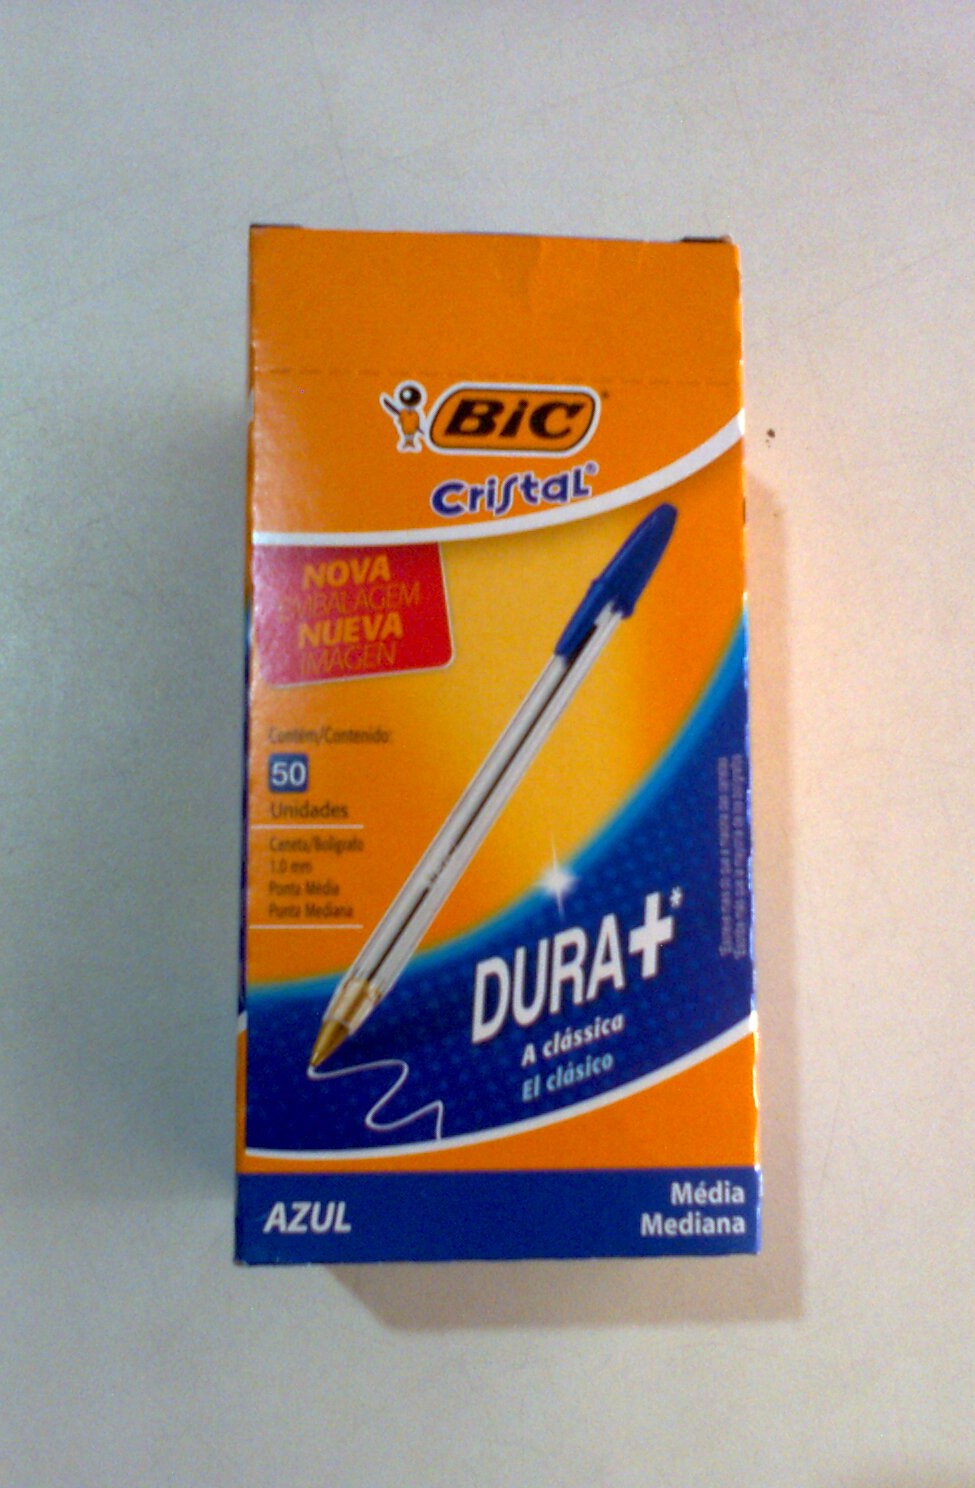 BiC
Cristal®
NOVA
EMBALAGEM
NUEVA
IMAGEN
Contém/Contenido:
50
Unidades
Caneta/Bolígrafo
1.0 mm
Ponta Média
Punta Mediana
DURA+*
A clássica
El clásico
AZUL
Média
Mediana